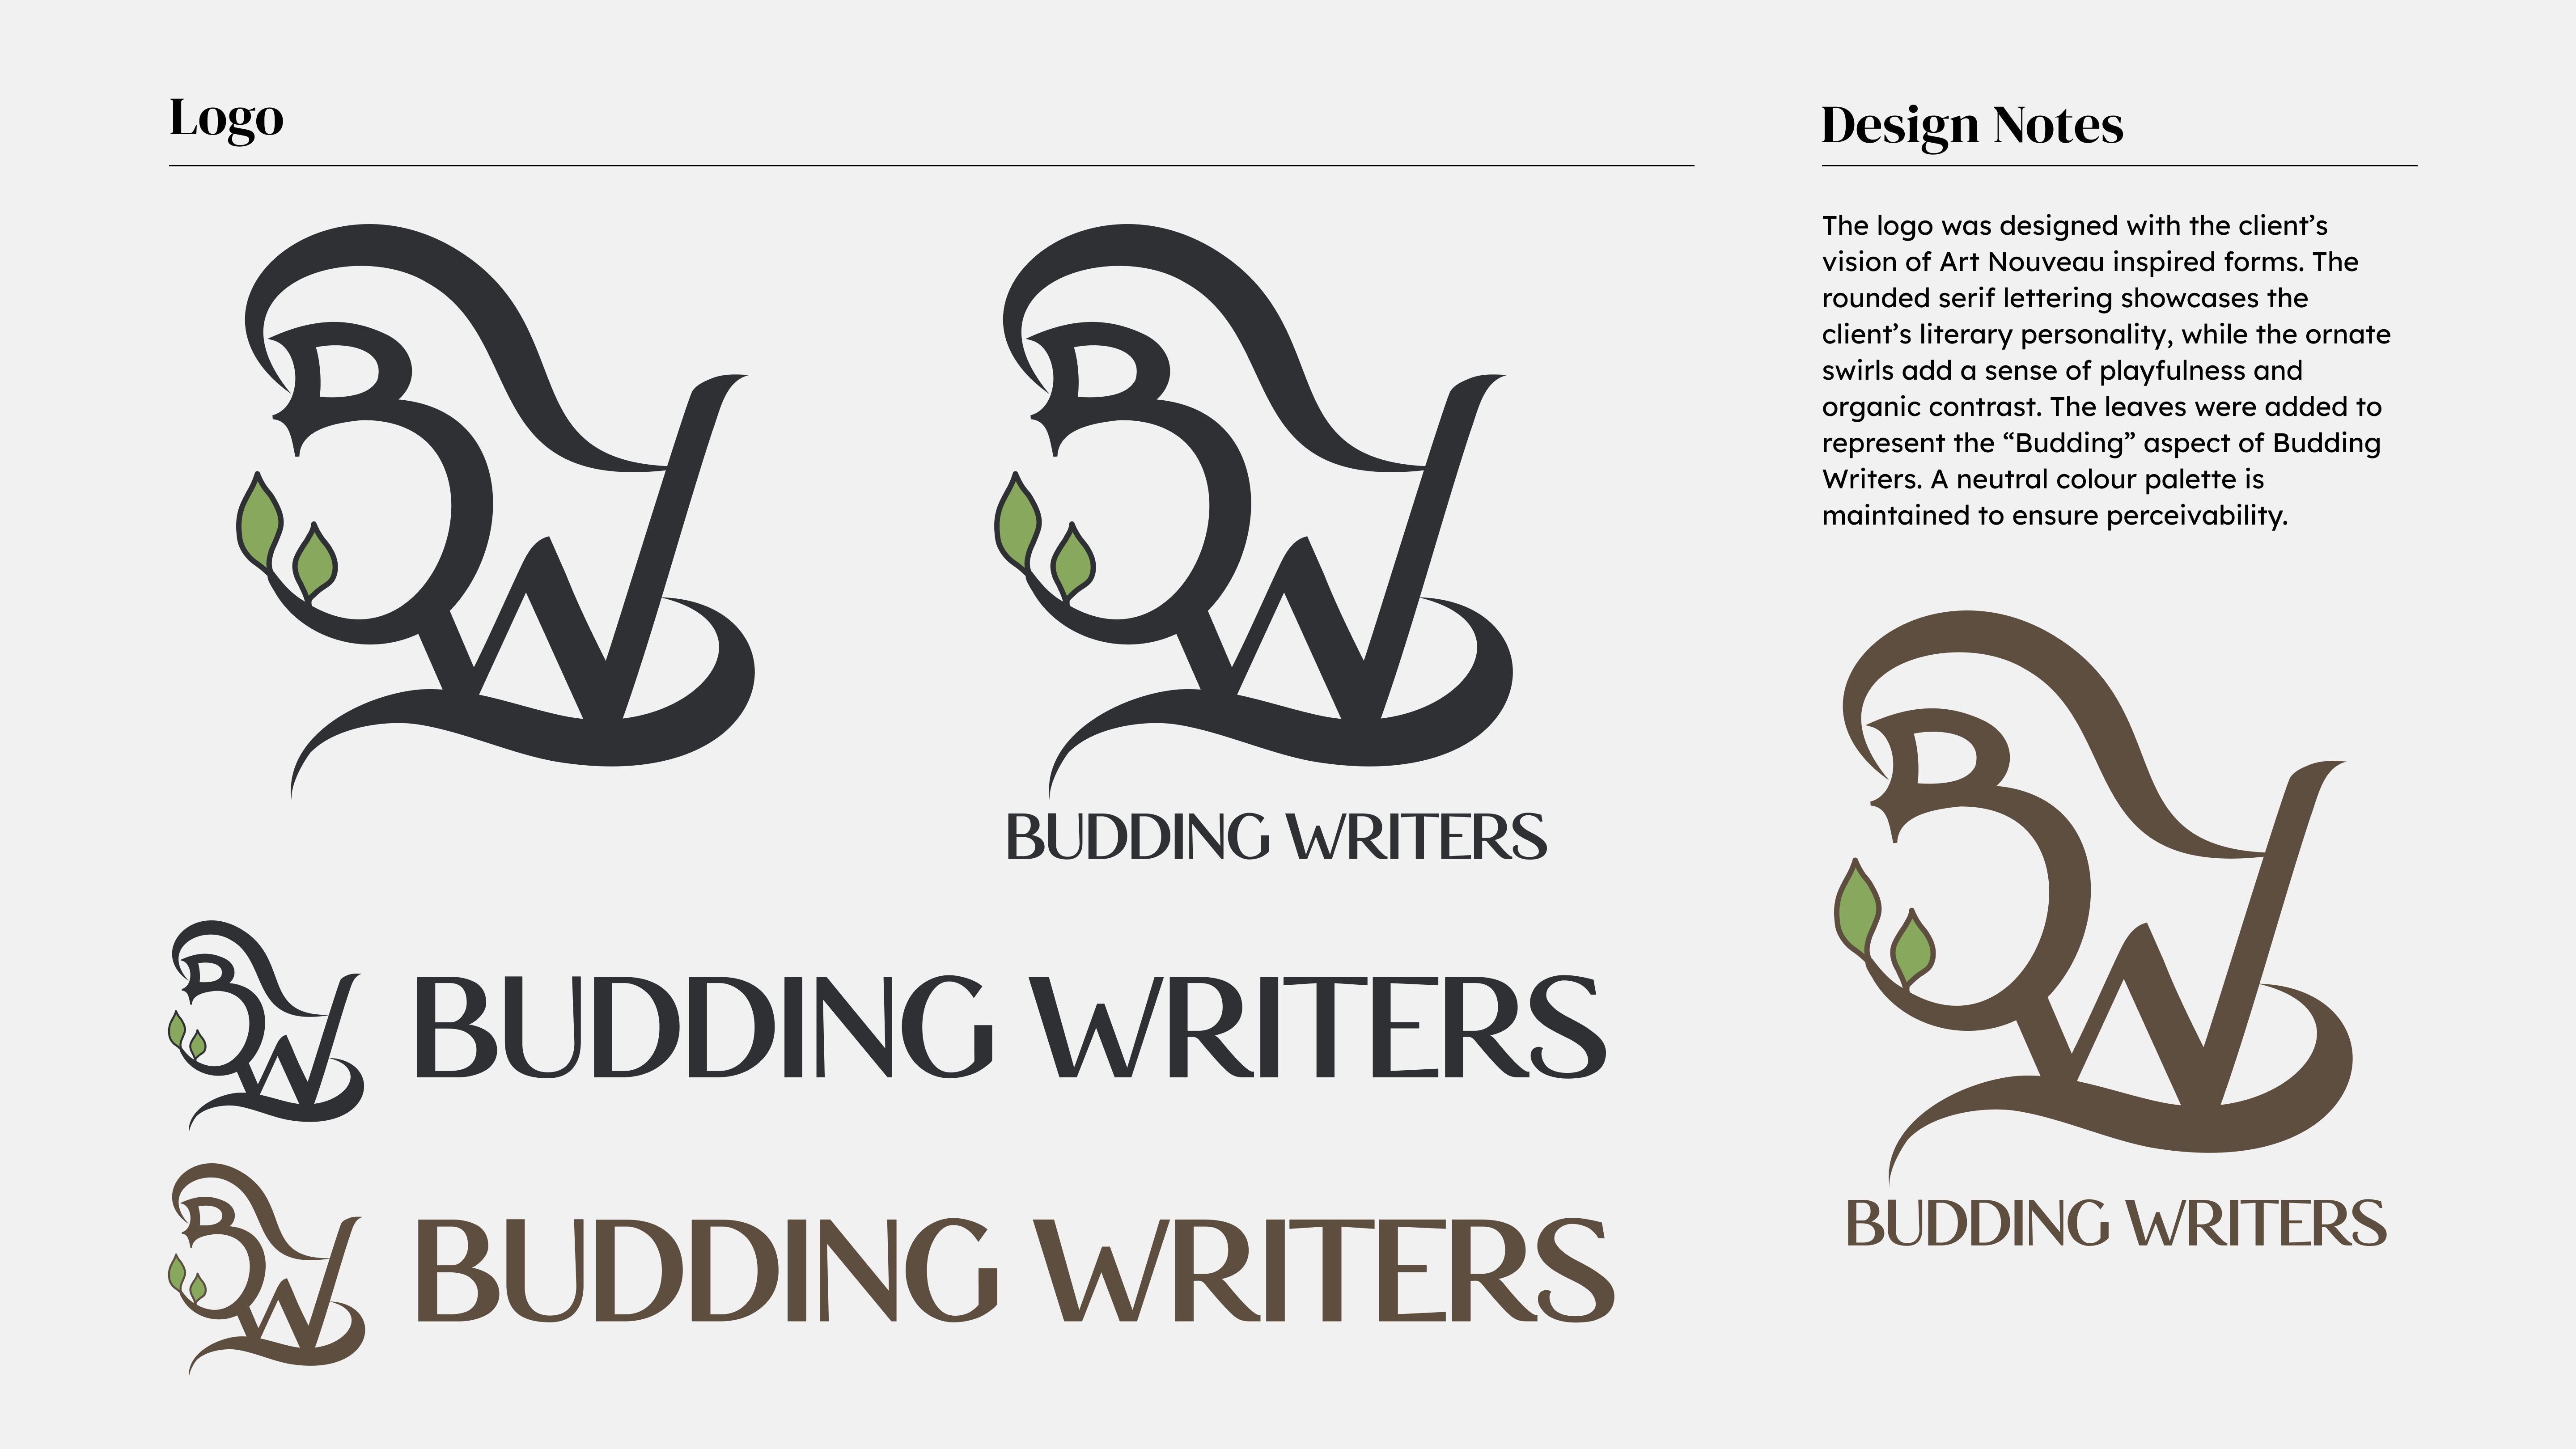 Logo
BW
BW
BUDDING WRITERS
BW
BUDDING WRITERS
BW
BUDDING WRITERS
Design Notes
The logo was designed with the client’s
vision of Art Nouveau inspired forms. The
rounded serif lettering showcases the
client’s literary personality, while the ornate
swirls add a sense of playfulness and
organic contrast. The leaves were added to
represent the “Budding” aspect of Budding
Writers. A neutral colour palette is
maintained to ensure perceivability.
BW
BUDDING WRITERS